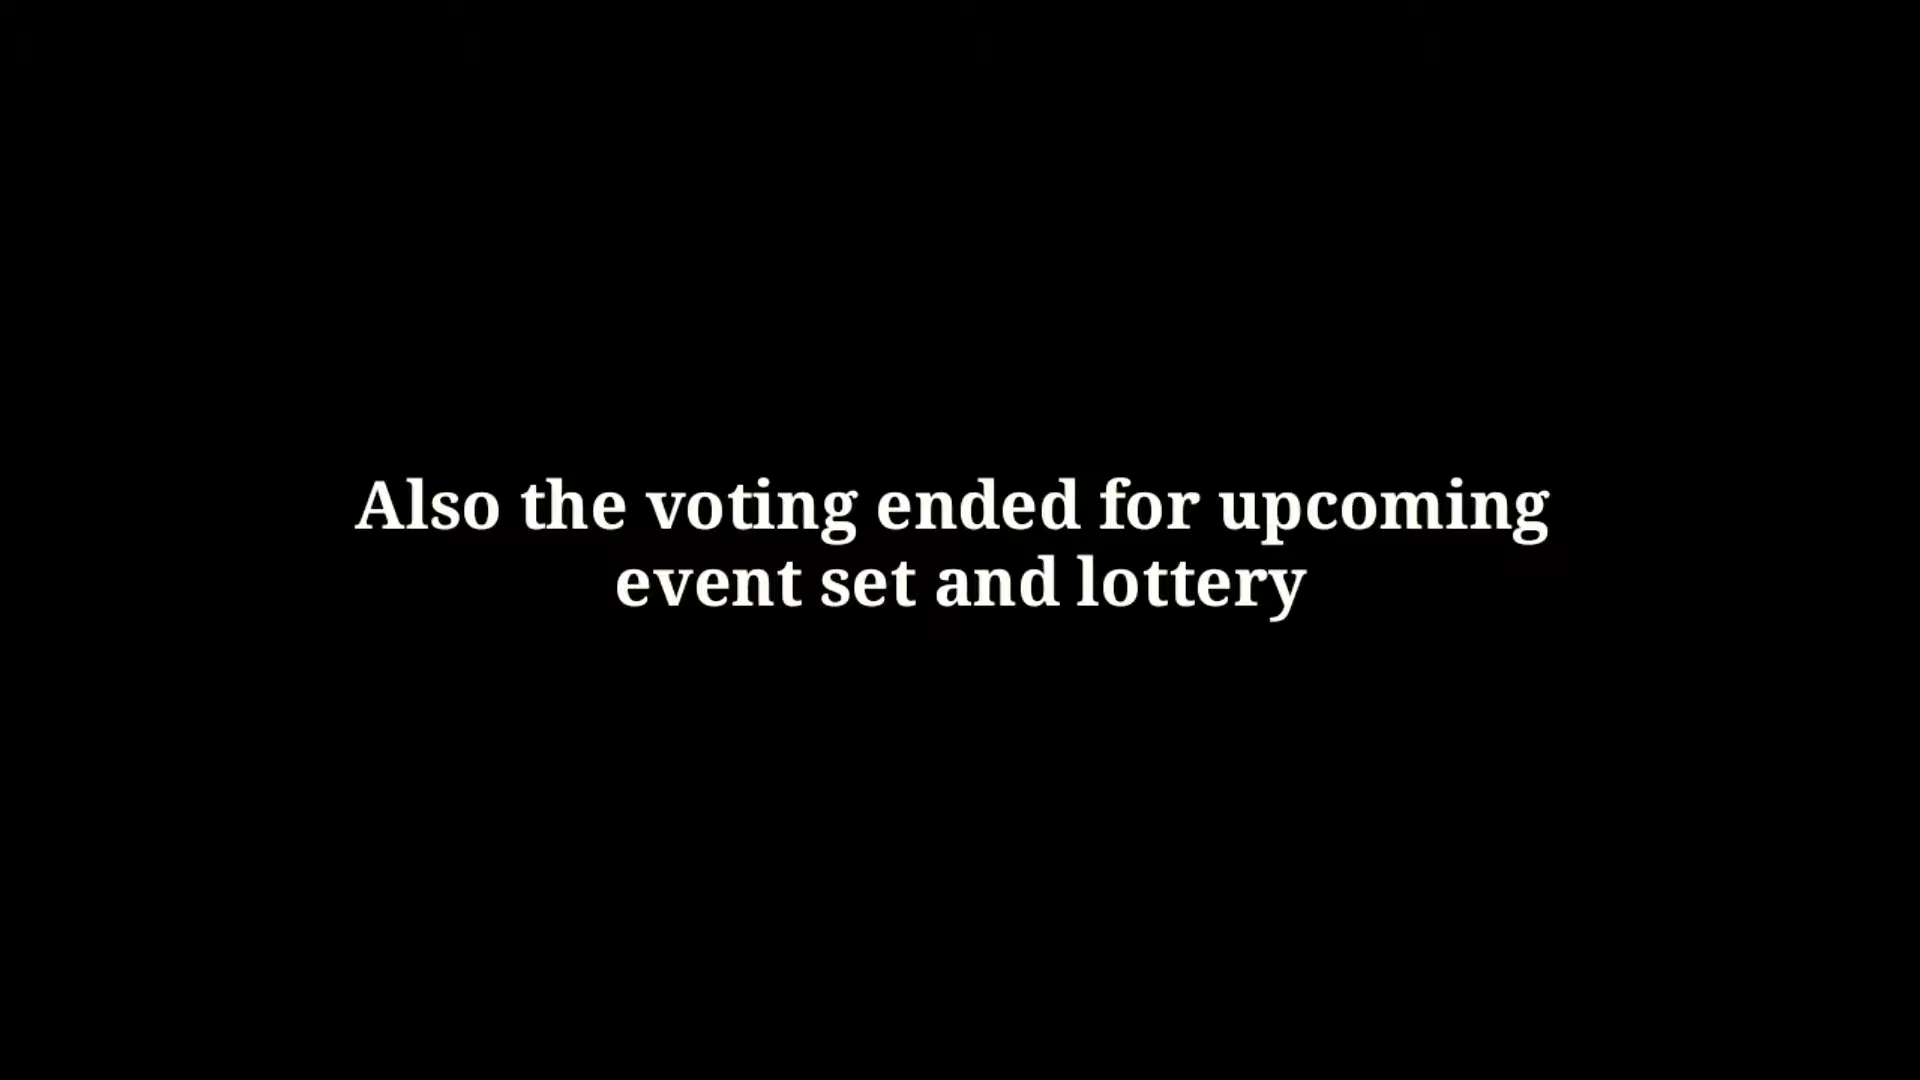 Also the voting ended for upcoming
event set and lottery